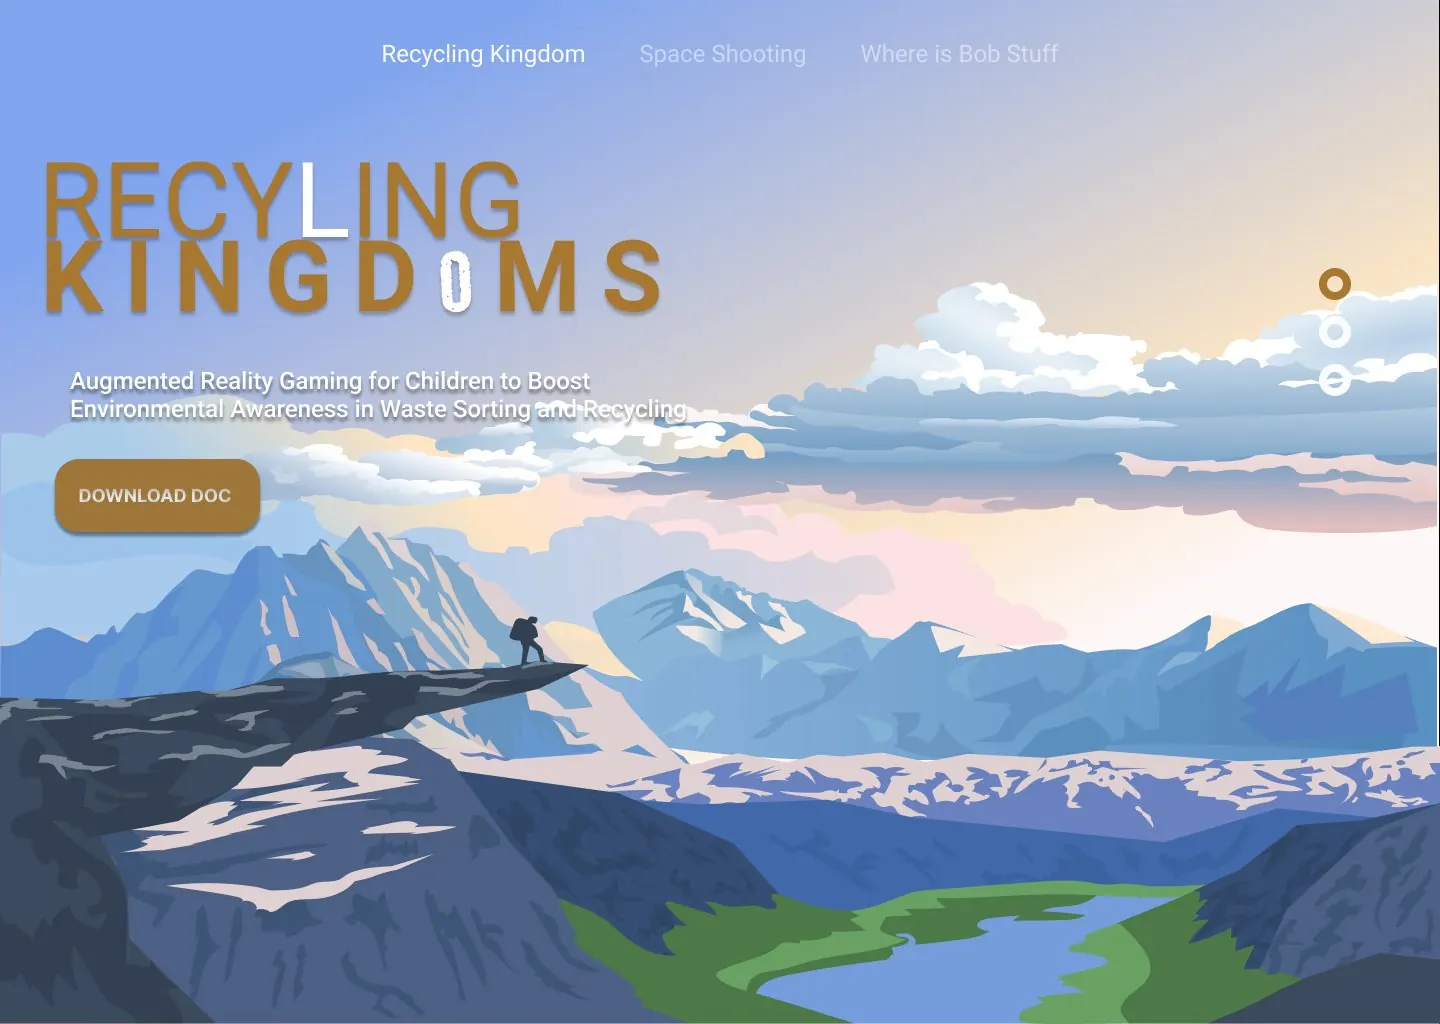 Recycling Kingdom Space Shooting Where is Bob Stuff
RECYLING
KINGDOMS
Augmented Reality Gaming for Children to Boost
Environmental Awareness in Waste Sorting and Recycling
DOWNLOAD DOC